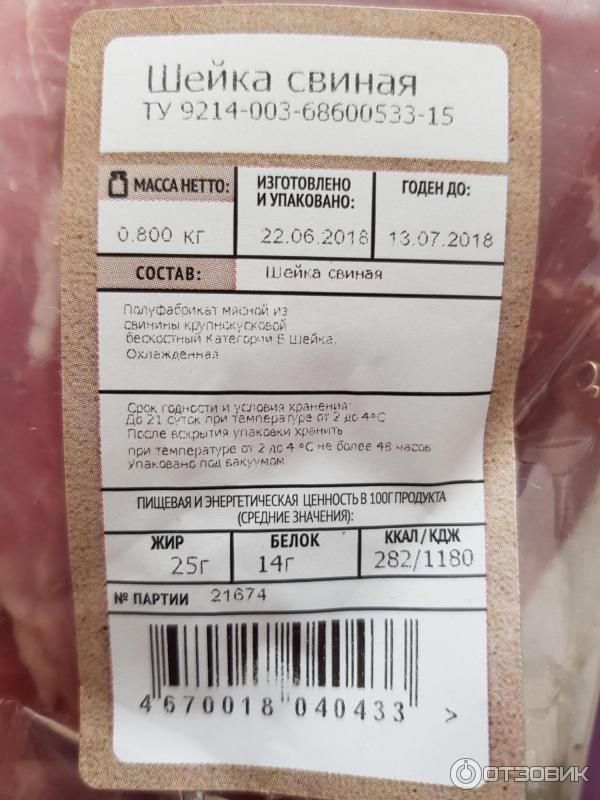 Шейка свиная
ТУ 9214-003-68600533-15
МАССА НЕТТО:
0.800 кг
ИЗГОТОВЛЕНО
И УПАКОВАНО:
22.06.2018
ГОДЕН ДО:
13.07.2018
СОСТАВ: Шейка свиная
Полуфабрикат мясной из
свинины крупнокусковой
бескостный Категории Б Шейка.
Охлажденная
Срок годности и условия хранения:
До 21 суток при температуре от 2 до 4°С
После вскрытия упаковки хранить
при температуре от 2 до 4 °С не более 48 часов
Упаковано под вакуумом
ПИЩЕВАЯ И ЭНЕРГЕТИЧЕСКАЯ ЦЕННОСТЬ В 100Г ПРОДУКТА
(СРЕДНИЕ ЗНАЧЕНИЯ):
ЖИР
25г
БЕЛОК
14г
ККАЛ / КДЖ
282/1180
№ ПАРТИИ 21674
4 670018 040433 >
ОТЗОВИК